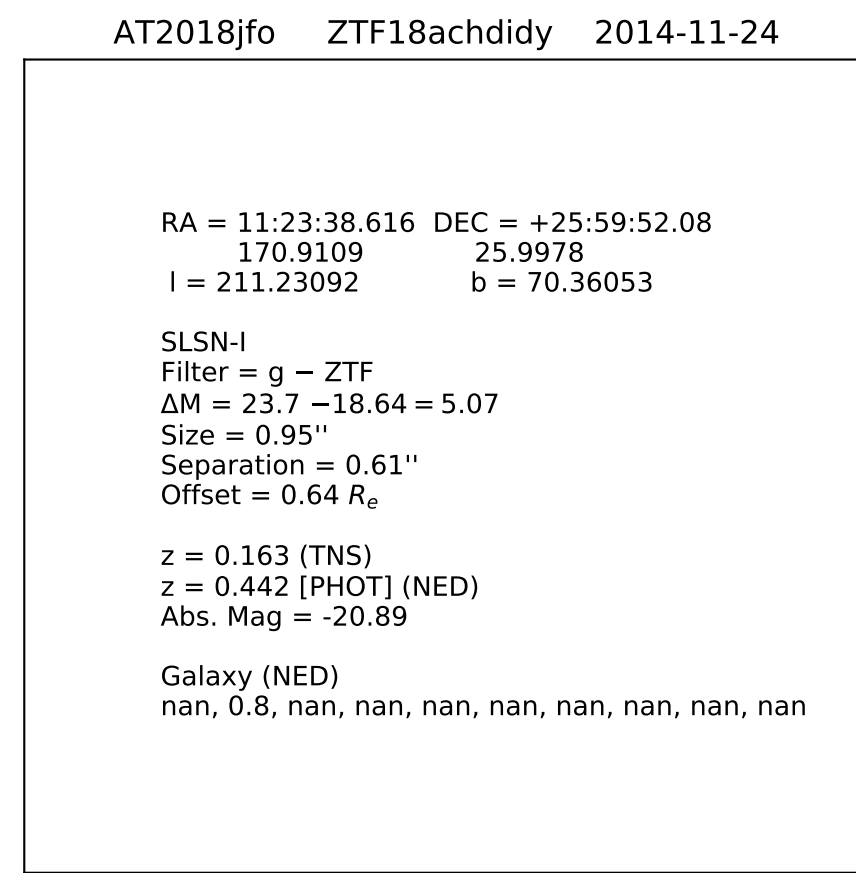 AT2018jfo ZTF18achdidy 2014-11-24
RA = 11:23:38.616 DEC = +25:59:52.08
170.9109 25.9978
l = 211.23092 b = 70.36053
SLSN-I
Filter = g − ZTF
ΔM = 23.7 −18.64 = 5.07
Size = 0.95''
Separation = 0.61''
Offset = 0.64 Re
z = 0.163 (TNS)
z = 0.442 [PHOT] (NED)
Abs. Mag = -20.89
Galaxy (NED)
nan, 0.8, nan, nan, nan, nan, nan, nan, nan, nan